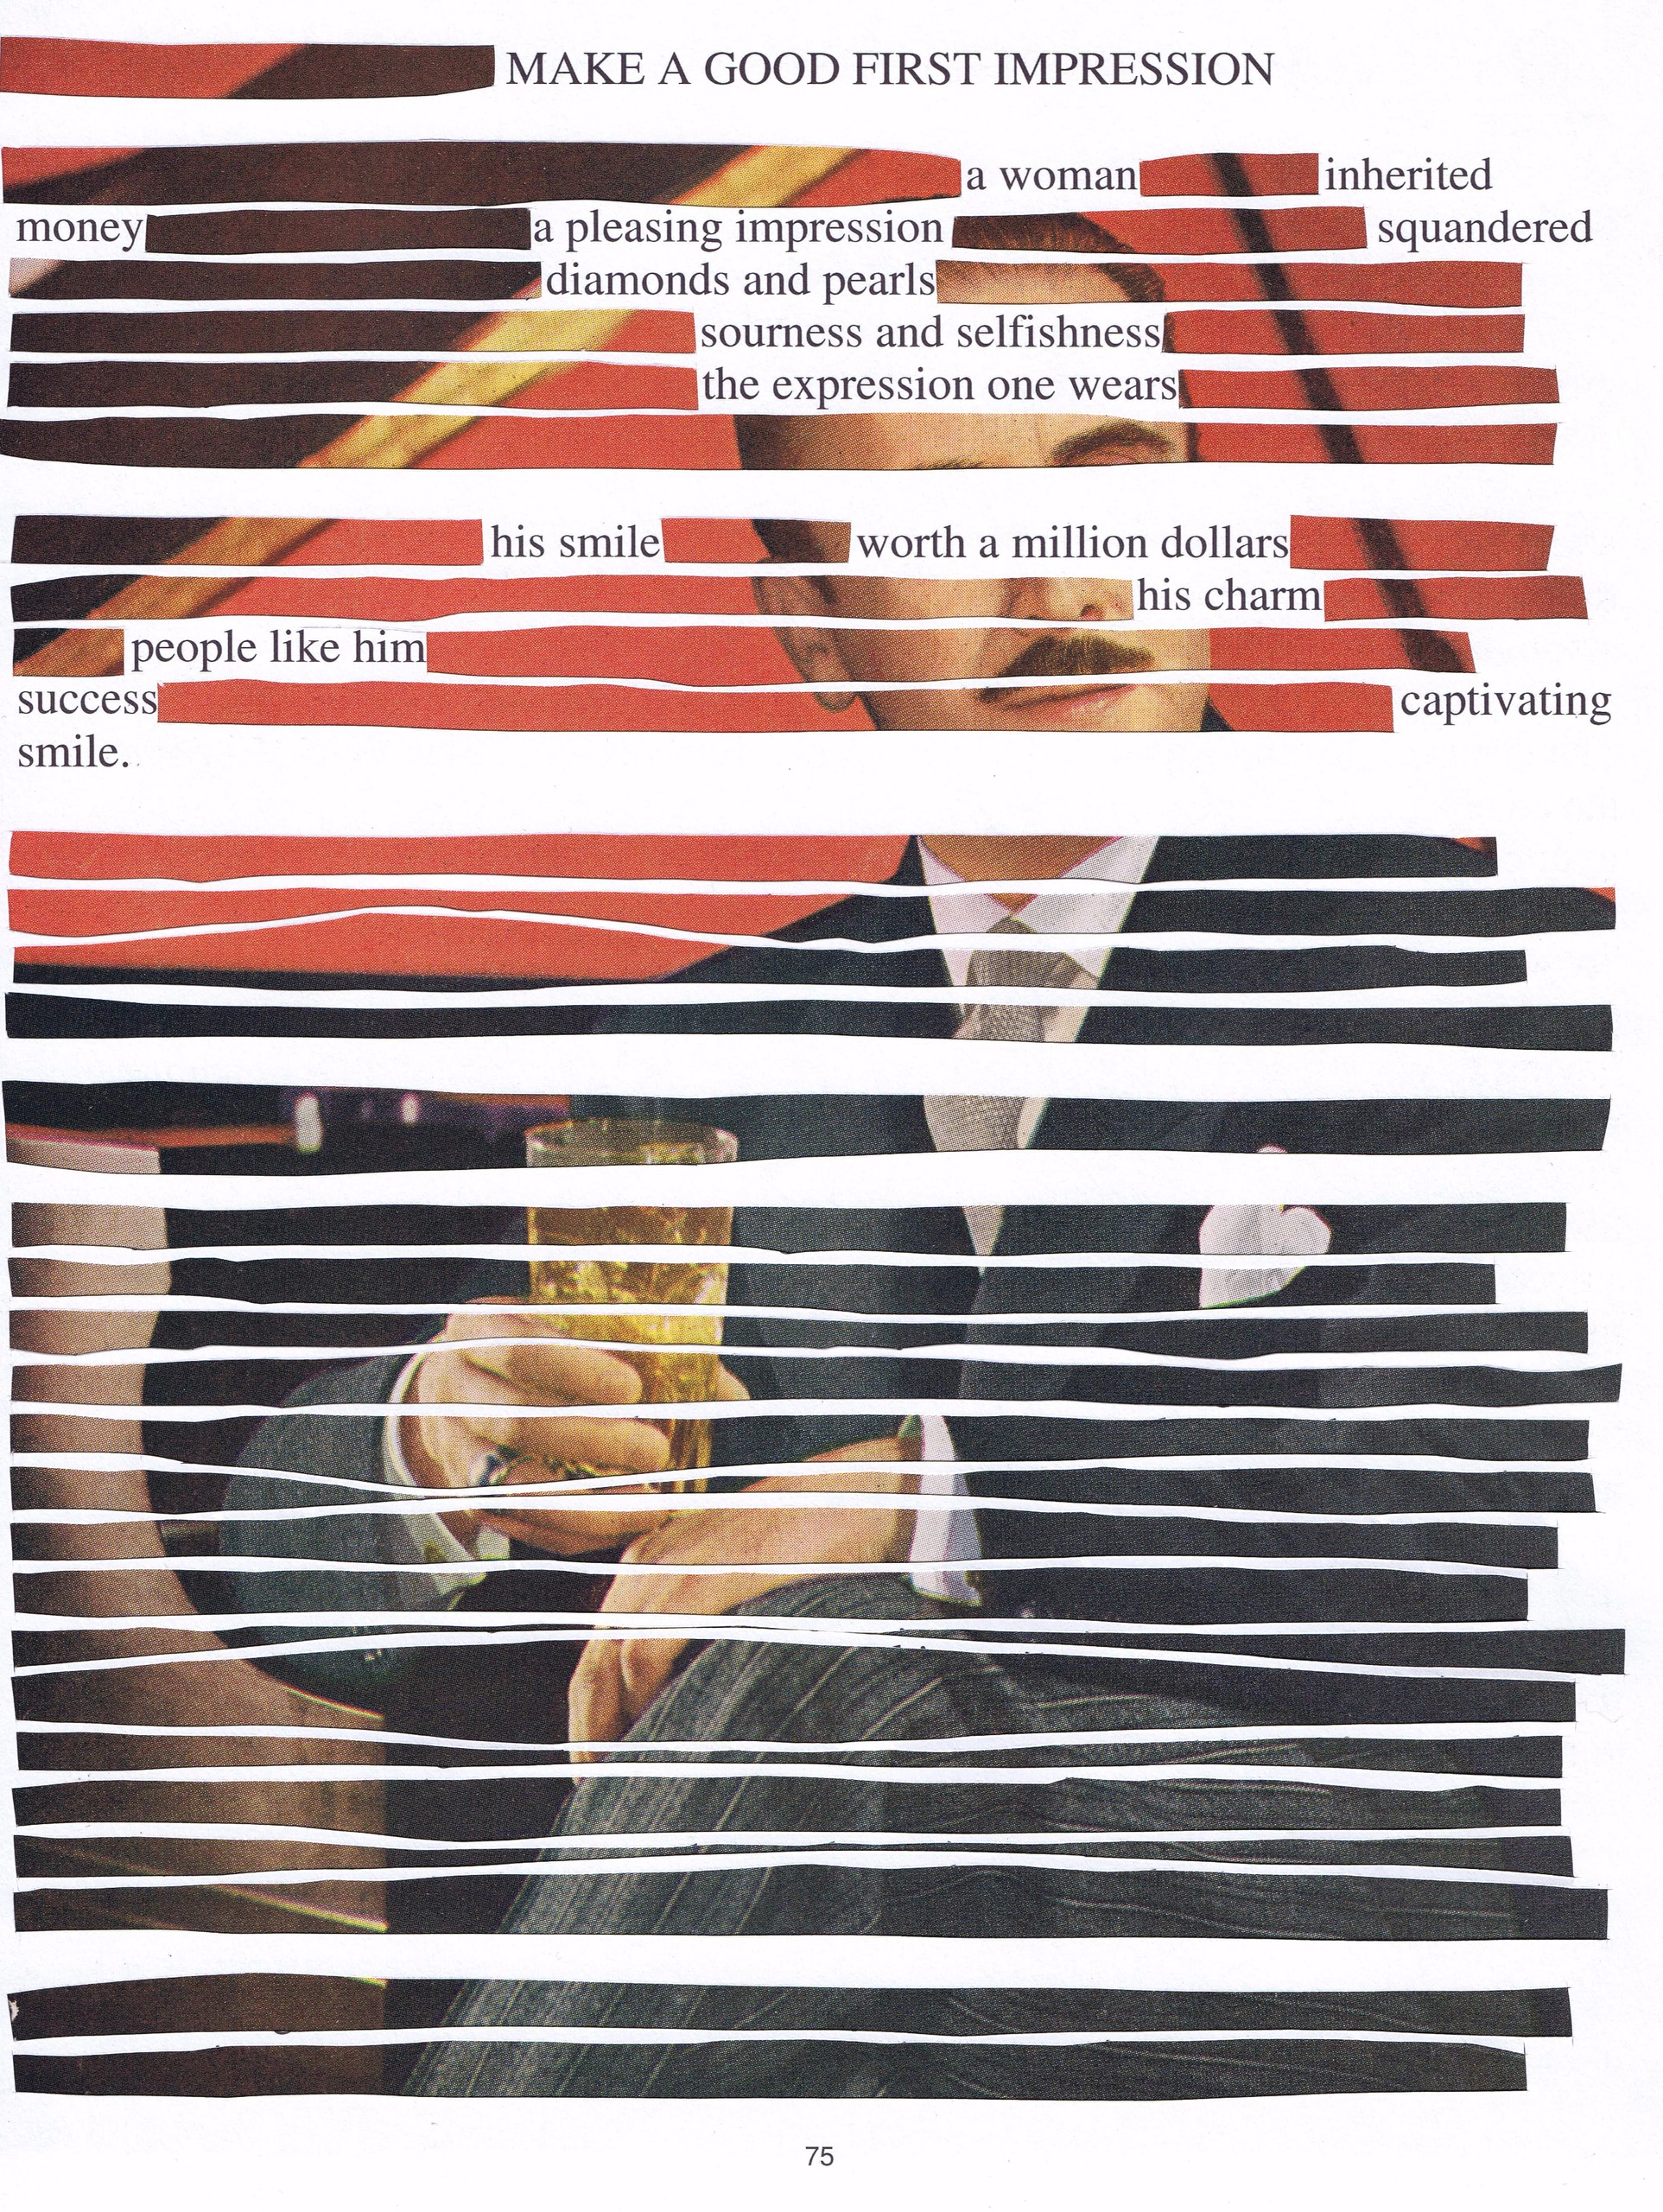 MAKE A GOOD FIRST IMPRESSION
a woman inherited
money a pleasing impression squandered
diamonds and pearls
sourness and selfishness
the expression one wears
his smile worth a million dollars
his charm
people like him
success captivating
smile.
75